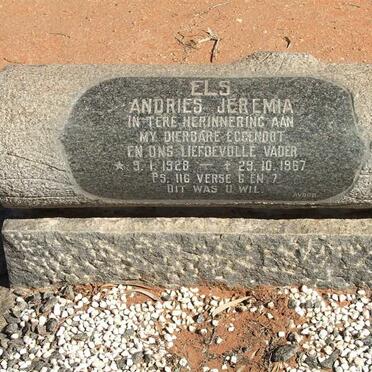 ELS
ANDRIES JEREMIA
IN TERE HERINNERING AAN
MY DIERBARE EGGENOOT
EN ONS LIEFDEVOLLE VADER
★ 9.1.1928 — 29.10.1967
PS. 116 VERSE 6 EN 7.
DIT WAS U WIL.